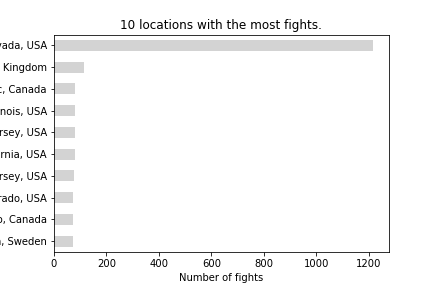 10 locations with the most fights.
vada, USA
Kingdom
c, Canada
nois, USA
rsey, USA
rnia, USA
rsey, USA
rado, USA
o, Canada
, Sweden
0 200 400 600 800 1000 1200
Number of fights